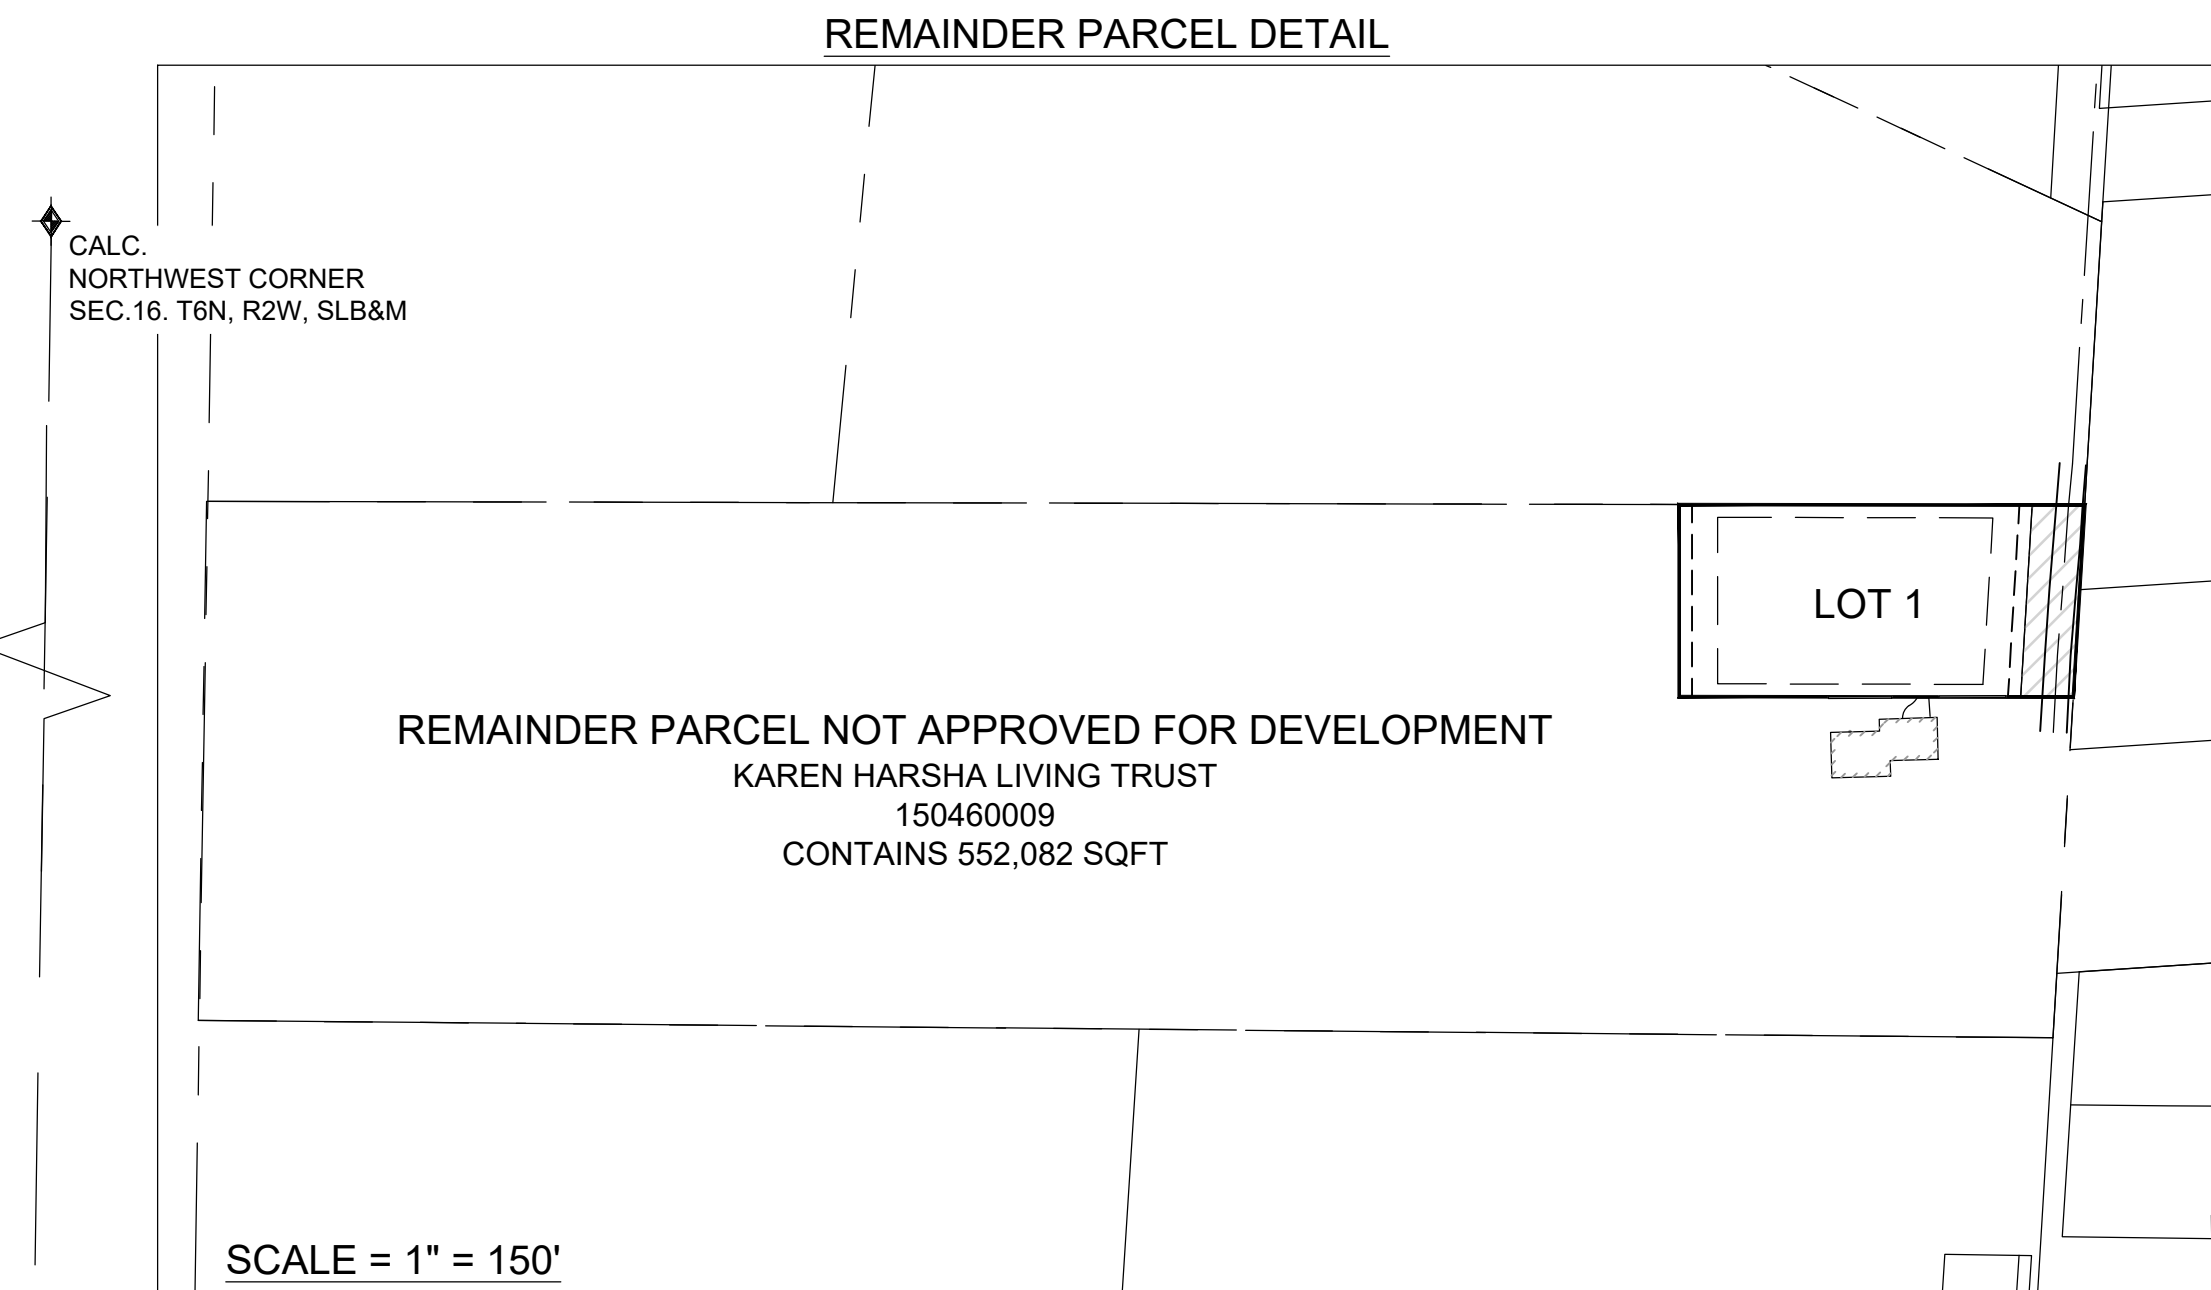 REMAINDER PARCEL DETAIL
CALC.
NORTHWEST CORNER
SEC.16. T6N, R2W, SLB&M
LOT 1
REMAINDER PARCEL NOT APPROVED FOR DEVELOPMENT
KAREN HARSHA LIVING TRUST
150460009
CONTAINS 552,082 SQFT
SCALE = 1" = 150'